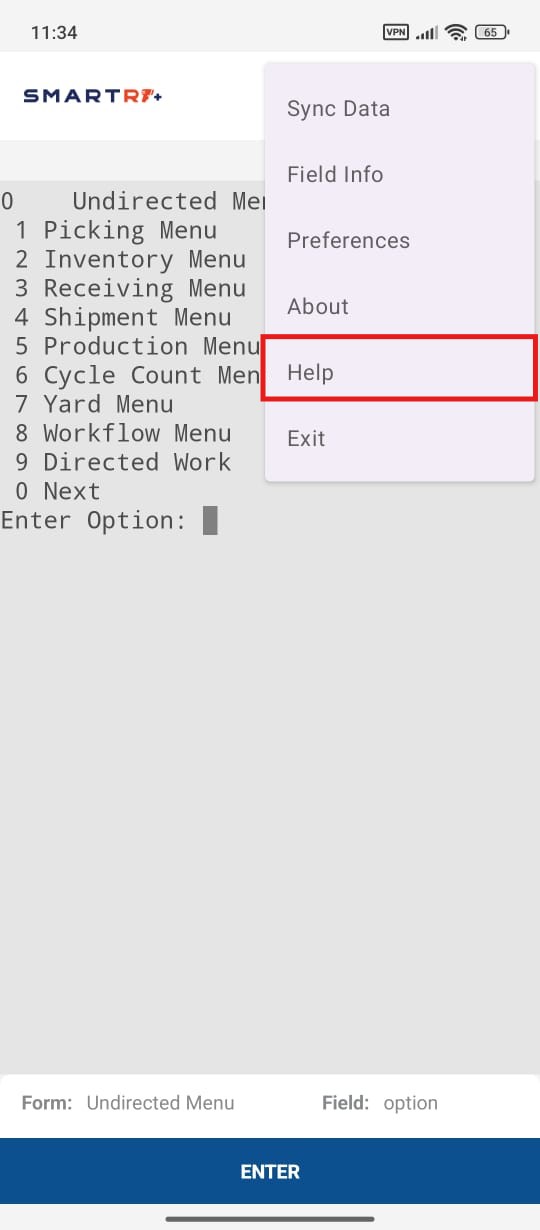 11:34
VPN
65
SMARTRF+
Sync Data
Field Info
Preferences
About
Help
Exit
0 Undirected Me
1 Picking Menu
2 Inventory Menu
3 Receiving Menu
4 Shipment Menu
5 Production Menu
6 Cycle Count Men
7 Yard Menu
8 Workflow Menu
9 Directed Work
0 Next
Enter Option:
Form: Undirected Menu Field: option
ENTER